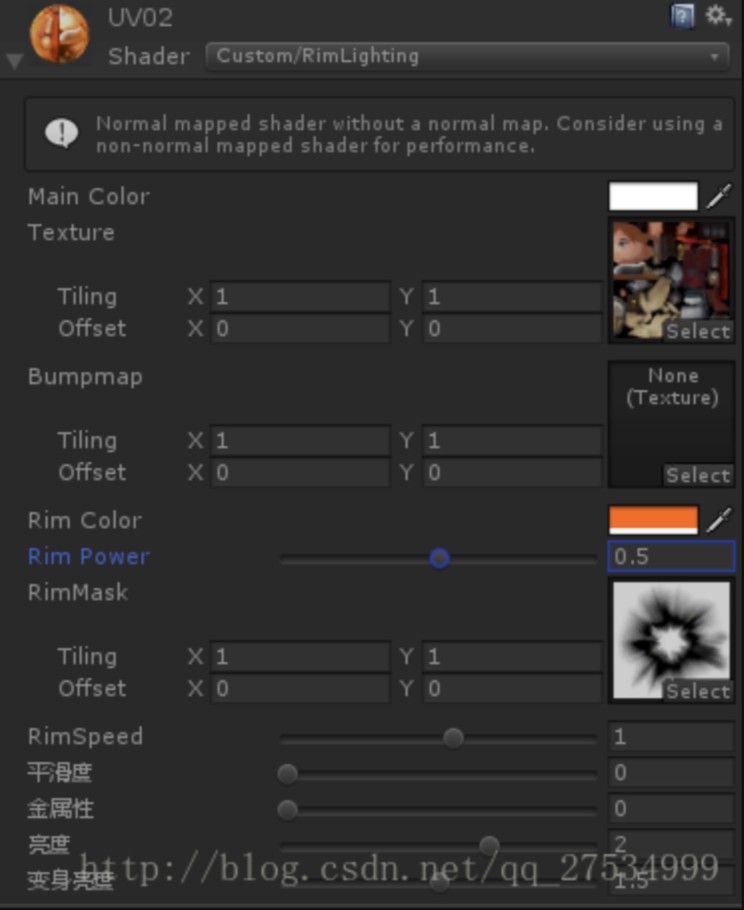 UV02
Shader Custom/RimLighting
Normal mapped shader without a normal map. Consider using a
non-normal mapped shader for performance.
Main Color
Texture
Tiling X 1 Y 1
Offset X 0 Y 0
Select
Bumpmap
None
(Texture)
Tiling X 1 Y 1
Offset X 0 Y 0
Select
Rim Color
Rim Power 0.5
RimMask
Tiling X 1 Y 1
Offset X 0 Y 0
Select
RimSpeed 1
平滑度 0
金属性 0
亮度 2
变身亮度 1.5
http://blog.csdn.net/qq_27534999